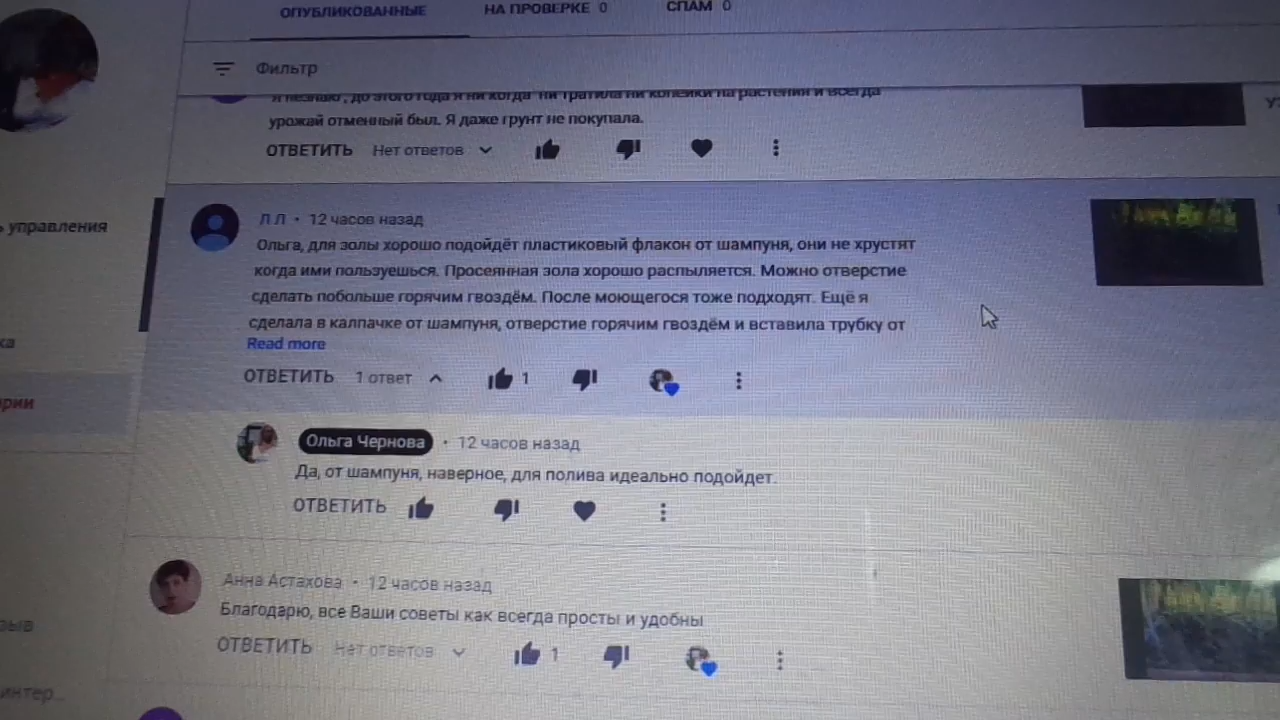 ОПУБЛИКОВАННЫЕ НА ПРОВЕРКЕ 0 СПАМ 0
Фильтр
Я незнаю , до этого года я ни когда ни тратила ни копейки на растения и всегда
урожай отменный был. Я даже грунт не покупала.
ОТВЕТИТЬ Нет ответов
управления
Л Л • 12 часов назад
Ольга, для золы хорошо подойдёт пластиковый флакон от шампуня, они не хрустят
когда ими пользуешься. Просеянная зола хорошо распыляется. Можно отверстие
сделать побольше горячим гвоздём. После моющегося тоже подходят. Ещё я
сделала в калпачке от шампуня, отверстие горячим гвоздём и вставила трубку от
Read more
ОТВЕТИТЬ 1 ответ 1
Ольга Чернова • 12 часов назад
Да, от шампуня, наверное, для полива идеально подойдет.
ОТВЕТИТЬ
Анна Астахова • 12 часов назад
Благодарю, все Ваши советы как всегда просты и удобны
ОТВЕТИТЬ Нет ответов 1
интер...